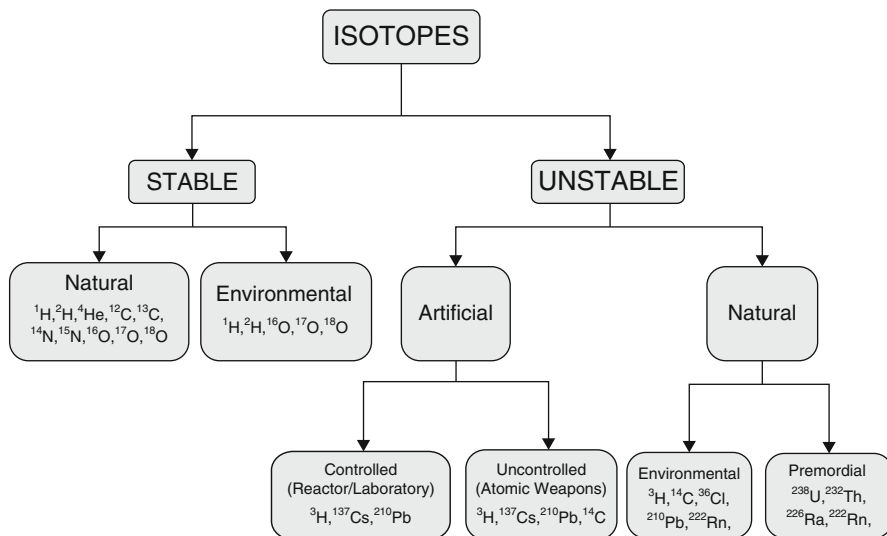 ISOTOPES
STABLE
UNSTABLE
Natural
¹H,²H,⁴He,¹²C,¹³C,
¹⁴N,¹⁵N,¹⁶O,¹⁷O,¹⁸O
Environmental
¹H,²H,¹⁶O,¹⁷O,¹⁸O
Artificial
Natural
Controlled
(Reactor/Laboratory)
³H,¹³⁷Cs,²¹⁰Pb
Uncontrolled
(Atomic Weapons)
³H,¹³⁷Cs,²¹⁰Pb,¹⁴C
Environmental
³H,¹⁴C,³⁶Cl,
²¹⁰Pb,²²²Rn,
Premordial
²³⁸U,²³²Th,
²²⁶Ra,²²²Rn,